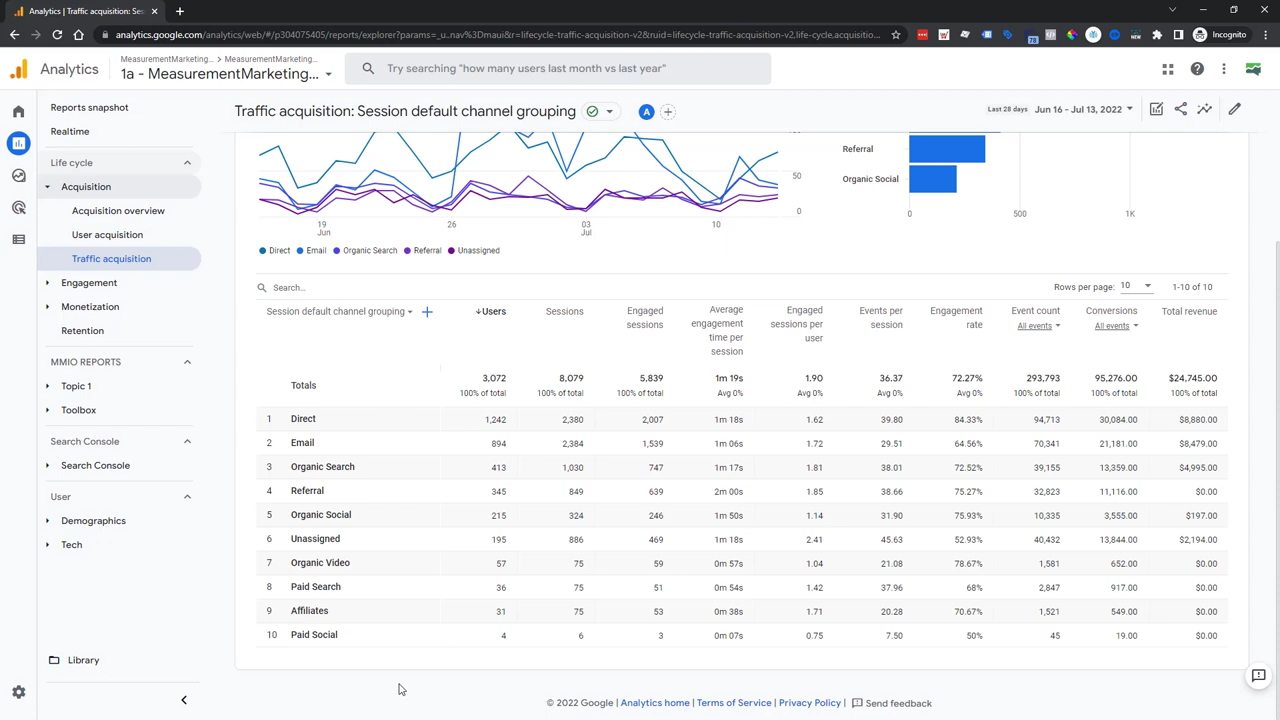 Analytics | Traffic acquisition: Ses
analytics.google.com/analytics/web/#/p304075405/reports/explorer?params=_u..nav%3Dmaui&r=lifecycle-traffic-acquisition-v2&ruid=lifecycle-traffic-acquisition-v2,life-cycle,acquisition...
Incognito
Analytics
MeasurementMarketing... > MeasurementMarketing...
1a - MeasurementMarketing...
Try searching "how many users last month vs last year"
Reports snapshot
Realtime
Life cycle
Acquisition
Acquisition overview
User acquisition
Traffic acquisition
Engagement
Monetization
Retention
MMIO REPORTS
Topic 1
Toolbox
Search Console
Search Console
User
Demographics
Tech
Library
Traffic acquisition: Session default channel grouping
A
Last 28 days Jun 16 - Jul 13, 2022
50
0
19 Jun
26
03 Jul
10
Direct Email Organic Search Referral Unassigned
Referral
Organic Social
0 500 1K
Search...
Rows per page: 10 1-10 of 10
Session default channel grouping Users Sessions Engaged sessions Average engagement time per session Engaged sessions per user Events per session Engagement rate Event count All events Conversions All events Total revenue
Totals 3,072 8,079 5,839 1m 19s 1.90 36.37 72.27% 293,793 95,276.00 $24,745.00
100% of total 100% of total 100% of total Avg 0% Avg 0% Avg 0% Avg 0% 100% of total 100% of total 100% of total
1 Direct 1,242 2,380 2,007 1m 18s 1.62 39.80 84.33% 94,713 30,084.00 $8,880.00
2 Email 894 2,384 1,539 1m 06s 1.72 29.51 64.56% 70,341 21,181.00 $8,479.00
3 Organic Search 413 1,030 747 1m 17s 1.81 38.01 72.52% 39,155 13,359.00 $4,995.00
4 Referral 345 849 639 2m 00s 1.85 38.66 75.27% 32,823 11,116.00 $0.00
5 Organic Social 215 324 246 1m 50s 1.14 31.90 75.93% 10,335 3,555.00 $197.00
6 Unassigned 195 886 469 1m 18s 2.41 45.63 52.93% 40,432 13,844.00 $2,194.00
7 Organic Video 57 75 59 0m 57s 1.04 21.08 78.67% 1,581 652.00 $0.00
8 Paid Search 36 75 51 0m 54s 1.42 37.96 68% 2,847 917.00 $0.00
9 Affiliates 31 75 53 0m 38s 1.71 20.28 70.67% 1,521 549.00 $0.00
10 Paid Social 4 6 3 0m 07s 0.75 7.50 50% 45 19.00 $0.00
© 2022 Google | Analytics home | Terms of Service | Privacy Policy | Send feedback